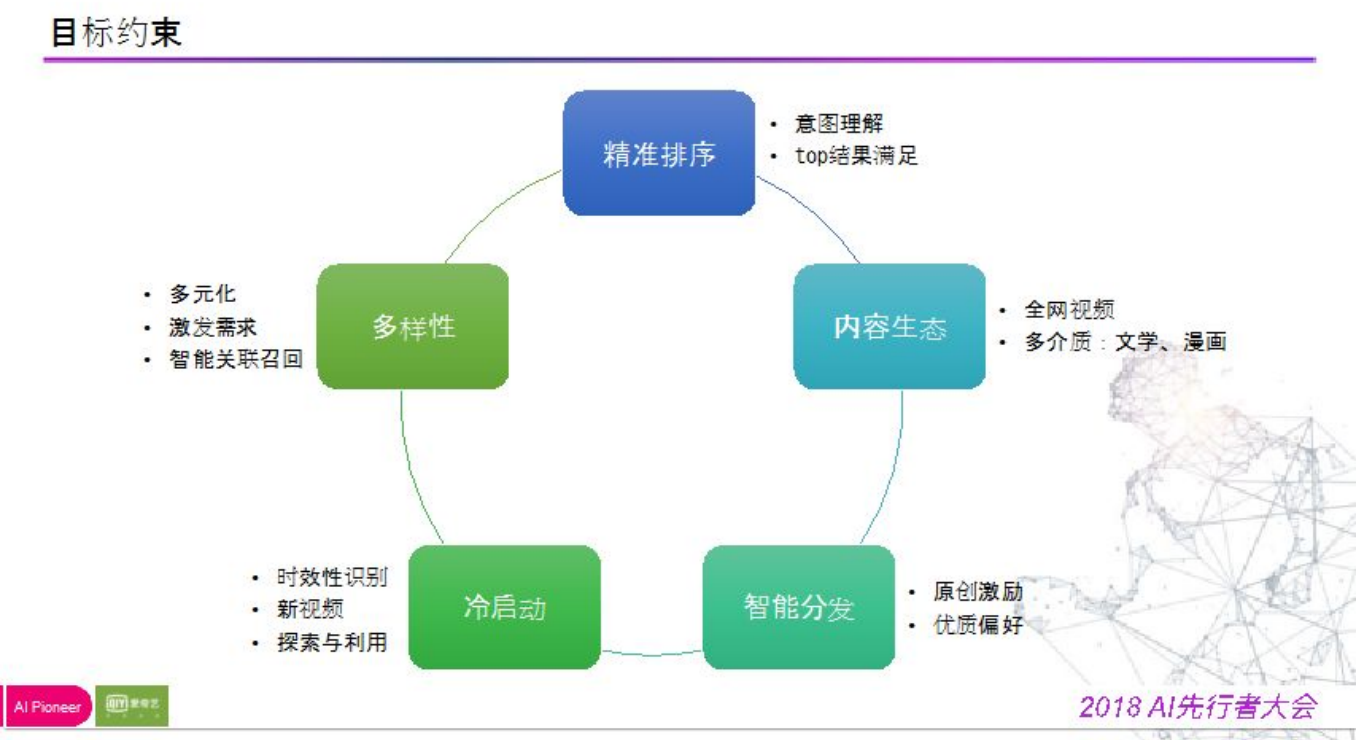 目标约束
精准排序
• 意图理解
• top结果满足
• 多元化
• 激发需求
• 智能关联召回
多样性
内容生态
• 全网视频
• 多介质：文学、漫画
• 时效性识别
• 新视频
• 探索与利用
冷启动
智能分发
• 原创激励
• 优质偏好
AI Pioneer
QIY 爱奇艺
2018 AI先行者大会